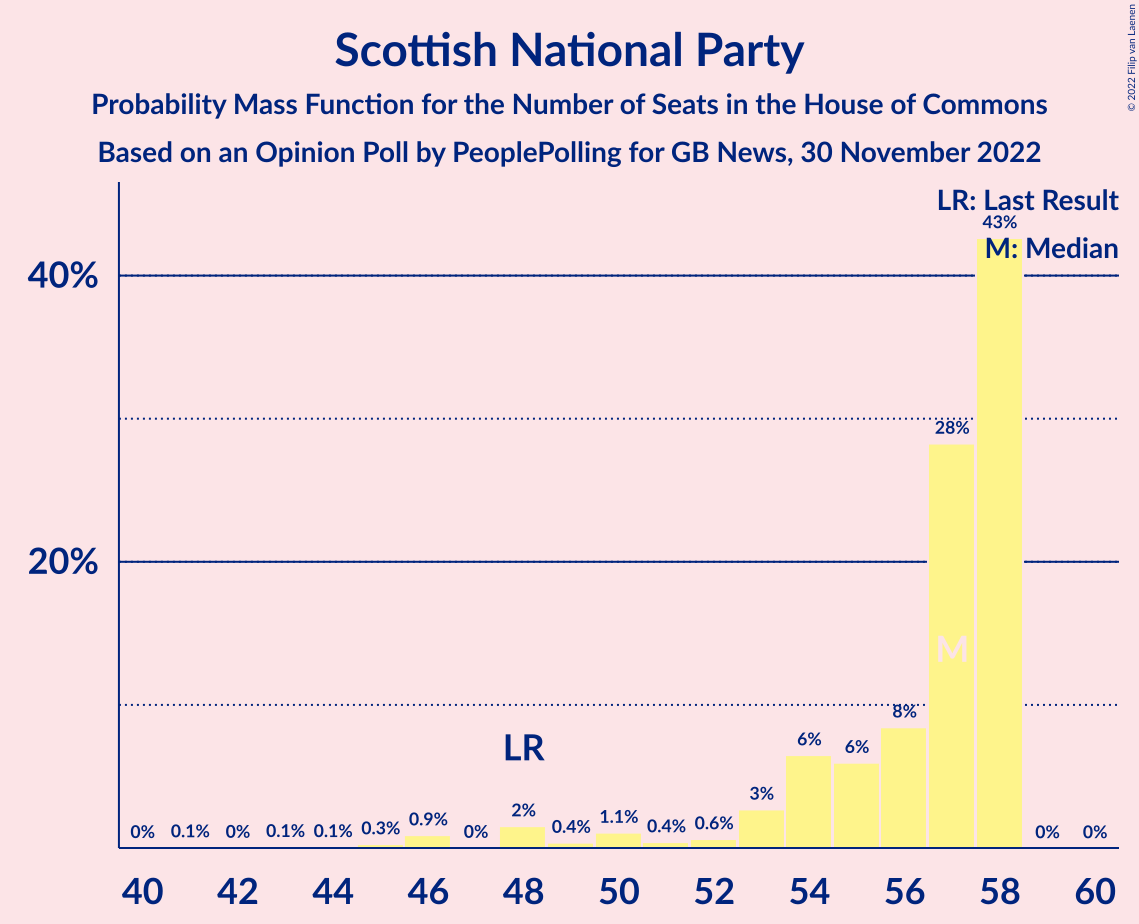 © 2022 Filip van Laenen
Scottish National Party
Probability Mass Function for the Number of Seats in the House of Commons
Based on an Opinion Poll by PeoplePolling for GB News, 30 November 2022
LR: Last Result
43%
M: Median
40%
28%
20%
M
8%
LR
6%
6%
3%
0%
0.1%
0%
0.1%
0.1%
0.3%
0.9%
0%
2%
0.4%
1.1%
0.4%
0.6%
0%
0%
40 42 44 46 48 50 52 54 56 58 60